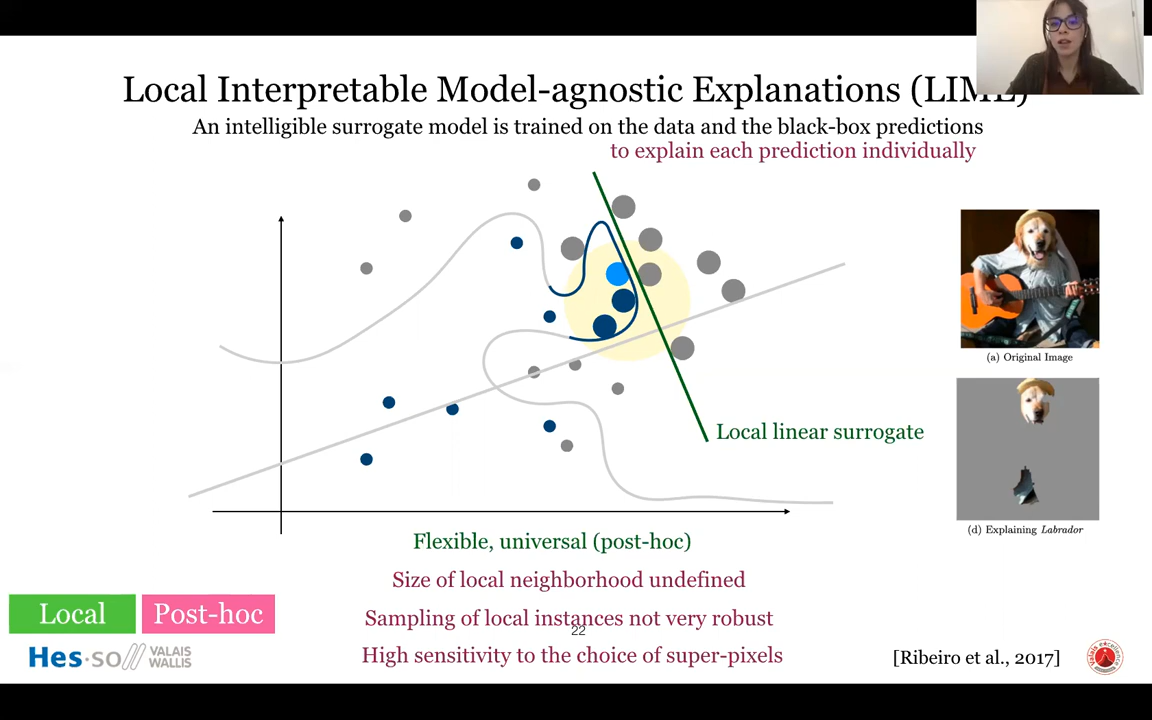 Local Interpretable Model-agnostic Explanations (LIME)
An intelligible surrogate model is trained on the data and the black-box predictions
to explain each prediction individually
(a) Original Image
Local linear surrogate
(d) Explaining Labrador
Flexible, universal (post-hoc)
Size of local neighborhood undefined
Sampling of local instances not very robust
22
High sensitivity to the choice of super-pixels
Local
Post-hoc
Hes·so// VALAIS
WALLIS
[Ribeiro et al., 2017]